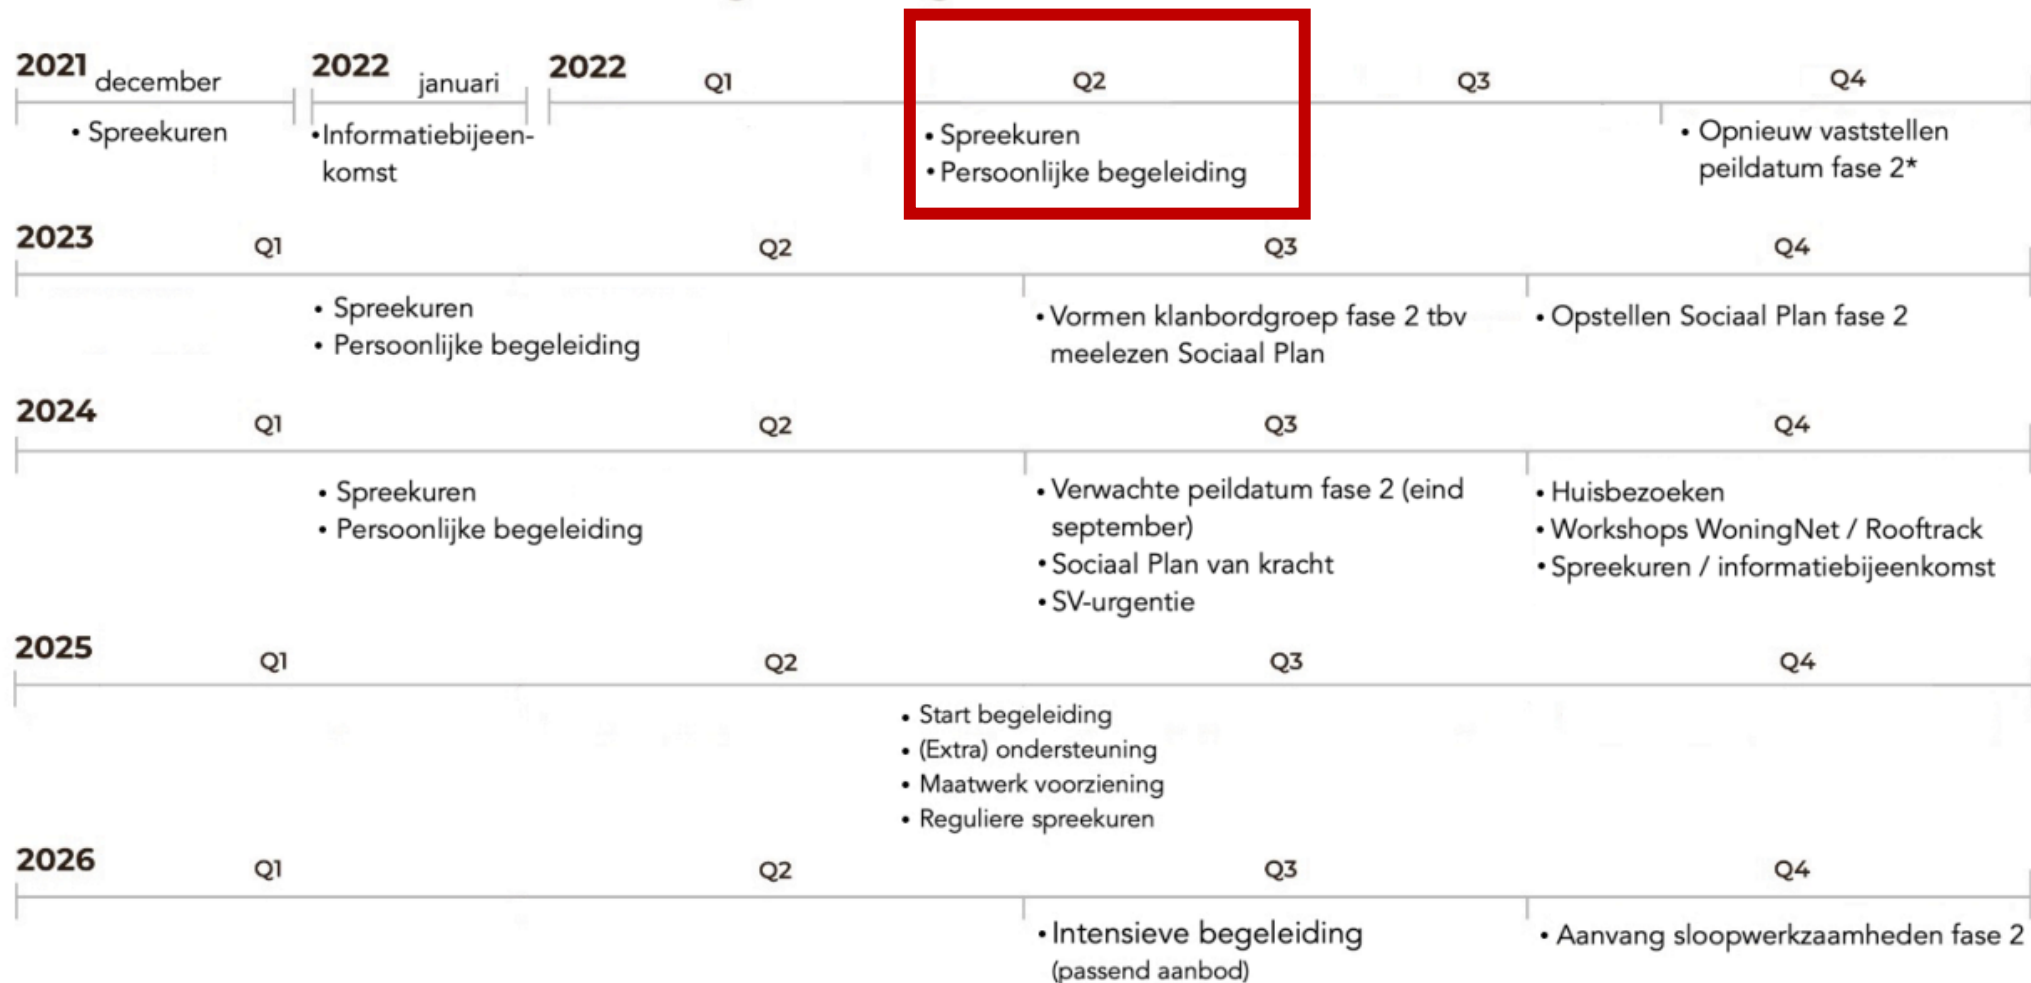 2021 december 2022 januari 2022 Q1 Q2 Q3 Q4
• Spreekuren
•Informatiebijeen-
komst
• Spreekuren
• Persoonlijke begeleiding
• Opnieuw vaststellen
peildatum fase 2*
2023 Q1 Q2 Q3 Q4
• Spreekuren
• Persoonlijke begeleiding
• Vormen klanbordgroep fase 2 tbv
meelezen Sociaal Plan
• Opstellen Sociaal Plan fase 2
2024 Q1 Q2 Q3 Q4
• Spreekuren
• Persoonlijke begeleiding
• Verwachte peildatum fase 2 (eind
september)
• Sociaal Plan van kracht
• SV-urgentie
• Huisbezoeken
• Workshops WoningNet / Rooftrack
• Spreekuren / informatiebijeenkomst
2025 Q1 Q2 Q3 Q4
• Start begeleiding
• (Extra) ondersteuning
• Maatwerk voorziening
• Reguliere spreekuren
2026 Q1 Q2 Q3 Q4
• Intensieve begeleiding
(passend aanbod)
• Aanvang sloopwerkzaamheden fase 2